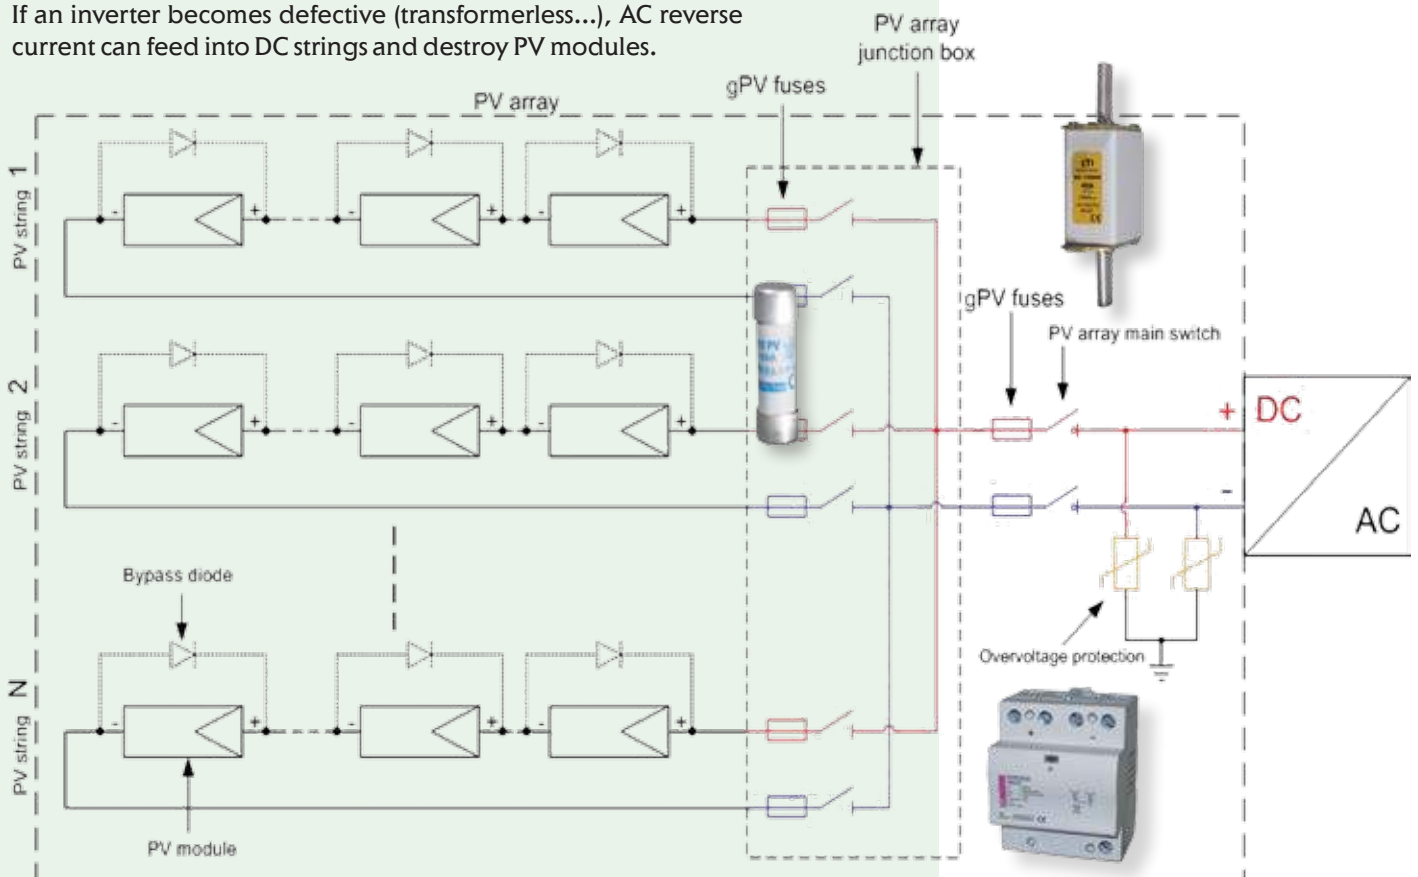 If an inverter becomes defective (transformerless...), AC reverse
current can feed into DC strings and destroy PV modules.
PV array
junction box
gPV fuses
PV array
PV string 1
- + - + - +
gPV fuses
PV array main switch
PV string 2
- + - + - +
+ DC
-
AC
Bypass diode
Overvoltage protection
PV string N
- + - + - +
PV module